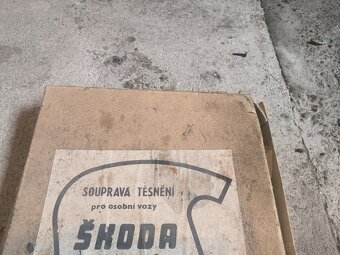 SOUPRAVA TĚSNĚNÍ
pro osobní vozy
ŠKODA